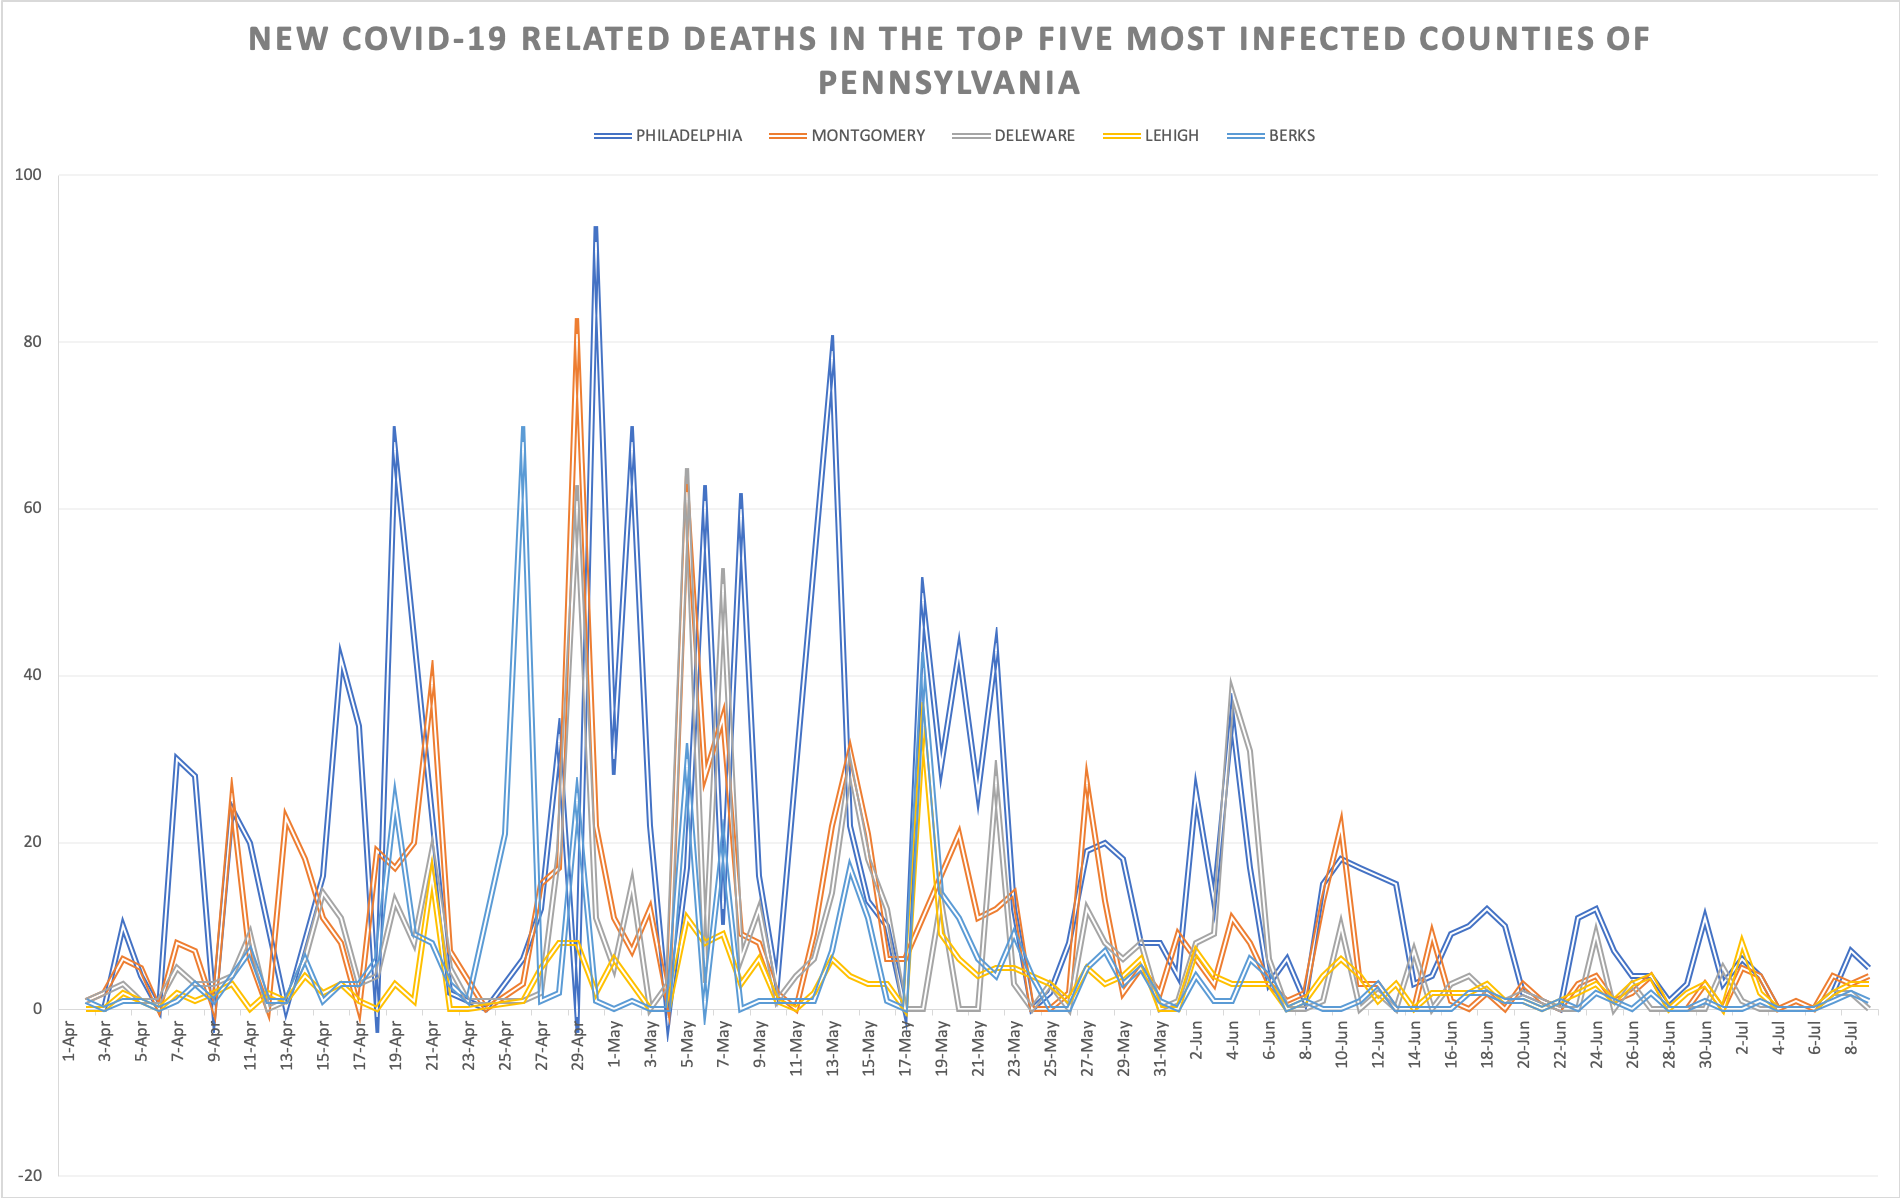 NEW COVID-19 RELATED DEATHS IN THE TOP FIVE MOST INFECTED COUNTIES OF
PENNSYLVANIA
PHILADELPHIA MONTGOMERY DELEWARE LEHIGH BERKS
100
80
60
40
20
0
-20
1-Apr 3-Apr 5-Apr 7-Apr 9-Apr 11-Apr 13-Apr 15-Apr 17-Apr 19-Apr 21-Apr 23-Apr 25-Apr 27-Apr 29-Apr 1-May 3-May 5-May 7-May 9-May 11-May 13-May 15-May 17-May 19-May 21-May 23-May 25-May 27-May 29-May 31-May 2-Jun 4-Jun 6-Jun 8-Jun 10-Jun 12-Jun 14-Jun 16-Jun 18-Jun 20-Jun 22-Jun 24-Jun 26-Jun 28-Jun 30-Jun 2-Jul 4-Jul 6-Jul 8-Jul